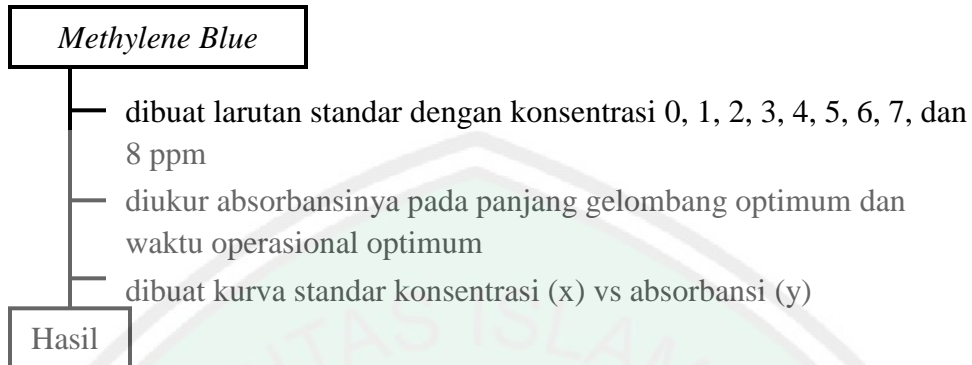 Methylene Blue
dibuat larutan standar dengan konsentrasi 0, 1, 2, 3, 4, 5, 6, 7, dan
8 ppm
diukur absorbansinya pada panjang gelombang optimum dan
waktu operasional optimum
dibuat kurva standar konsentrasi (x) vs absorbansi (y)
Hasil